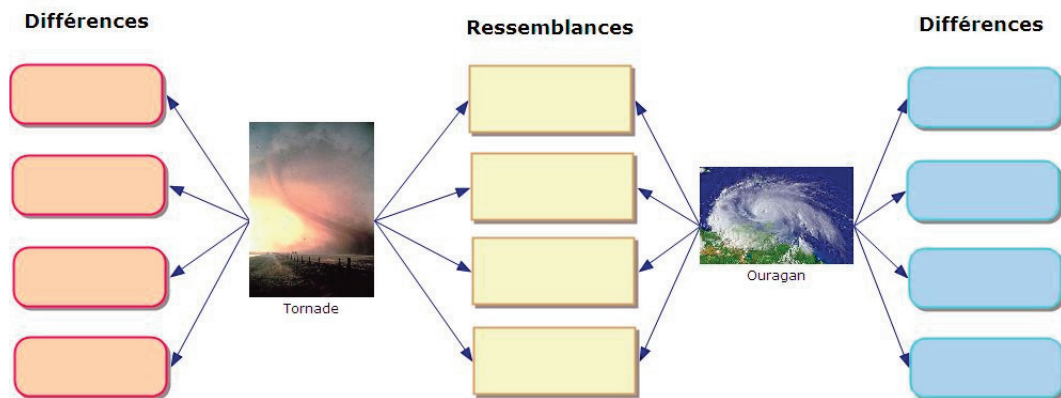 Différences
Ressemblances
Différences
Tornade
Ouragan